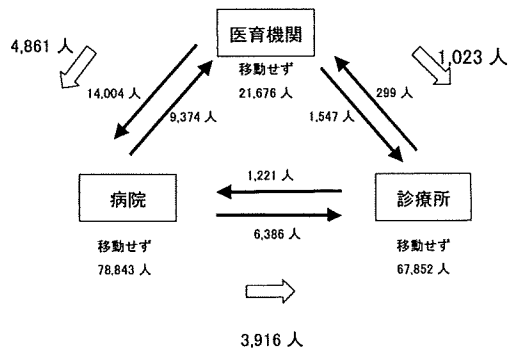 4,861 人
医育機関
1,023 人
移動せず
21,676 人
14,004 人
9,374 人
299 人
1,547 人
病院
1,221 人
6,386 人
診療所
移動せず
78,843 人
移動せず
67,852 人
3,916 人